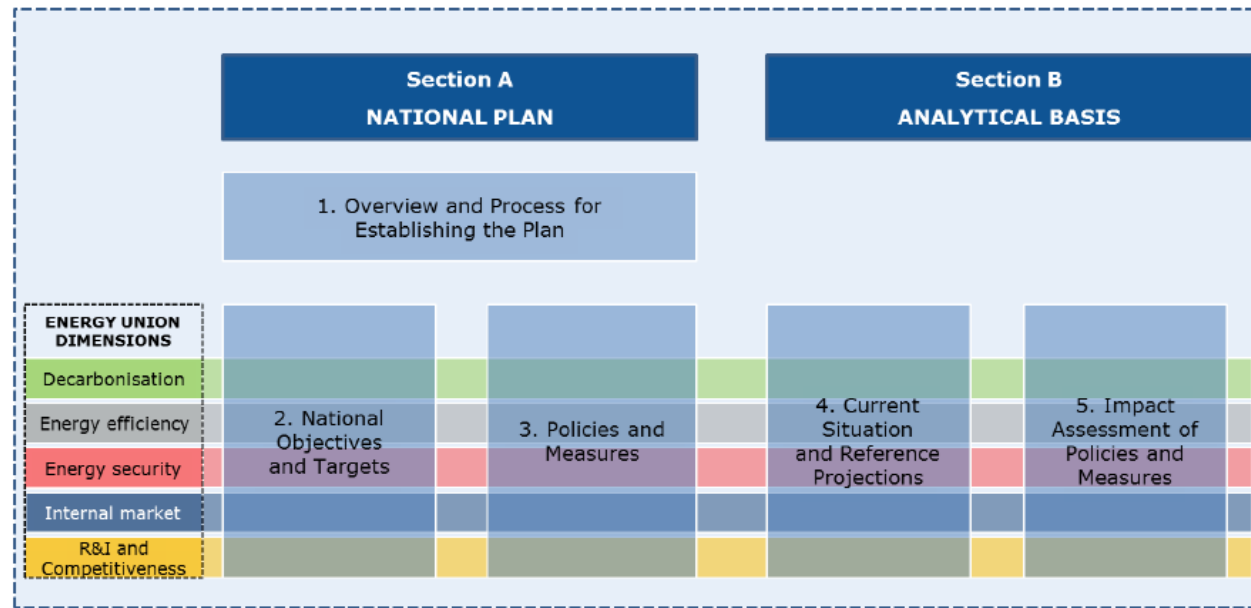 Section A
NATIONAL PLAN
Section B
ANALYTICAL BASIS
1. Overview and Process for
Establishing the Plan
ENERGY UNION
DIMENSIONS
Decarbonisation
Energy efficiency
Energy security
Internal market
R&I and
Competitiveness
2. National
Objectives
and Targets
3. Policies and
Measures
4. Current
Situation
and Reference
Projections
5. Impact
Assessment of
Policies and
Measures